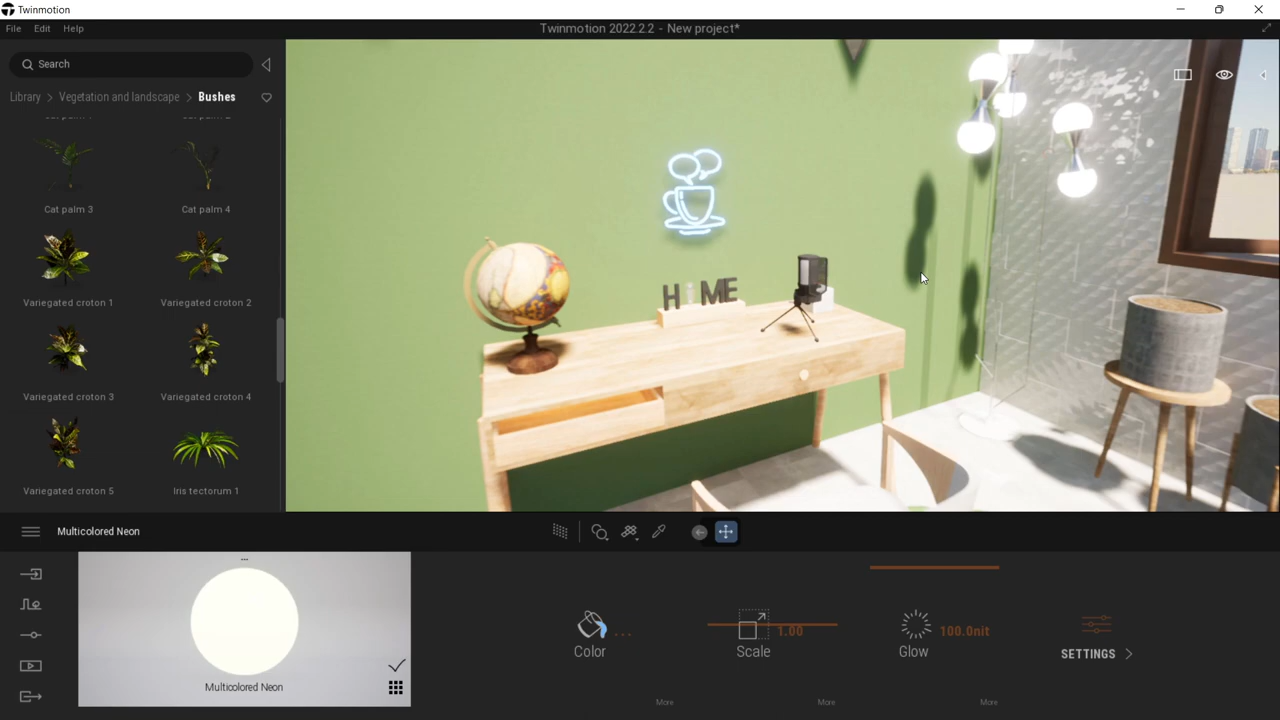 Twinmotion
File Edit Help
Twinmotion 2022.2.2 - New project*
Search
Library > Vegetation and landscape > Bushes
Cat palm 3
Cat palm 4
Variegated croton 1
Variegated croton 2
Variegated croton 3
Variegated croton 4
Variegated croton 5
Iris tectorum 1
HOME
Multicolored Neon
...
Multicolored Neon
Color ...
Scale 1.00
Glow 100.0nit
SETTINGS >
More
More
More